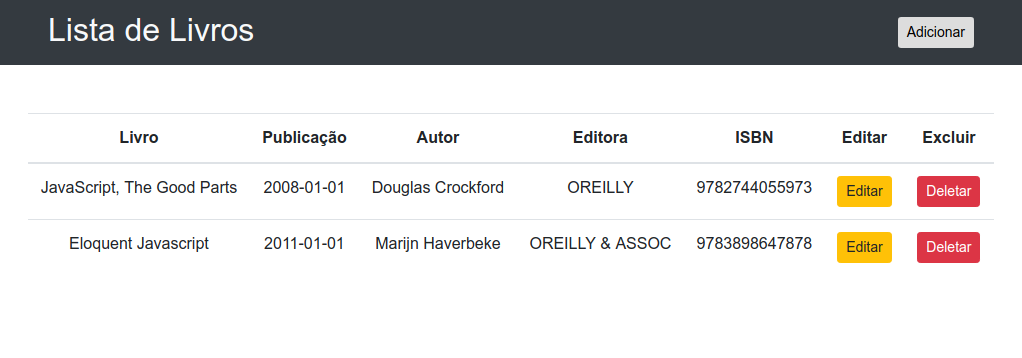 Lista de Livros Adicionar
Livro Publicação Autor Editora ISBN Editar Excluir
JavaScript, The Good Parts 2008-01-01 Douglas Crockford OREILLY 9782744055973 Editar Deletar
Eloquent Javascript 2011-01-01 Marijn Haverbeke OREILLY & ASSOC 9783898647878 Editar Deletar